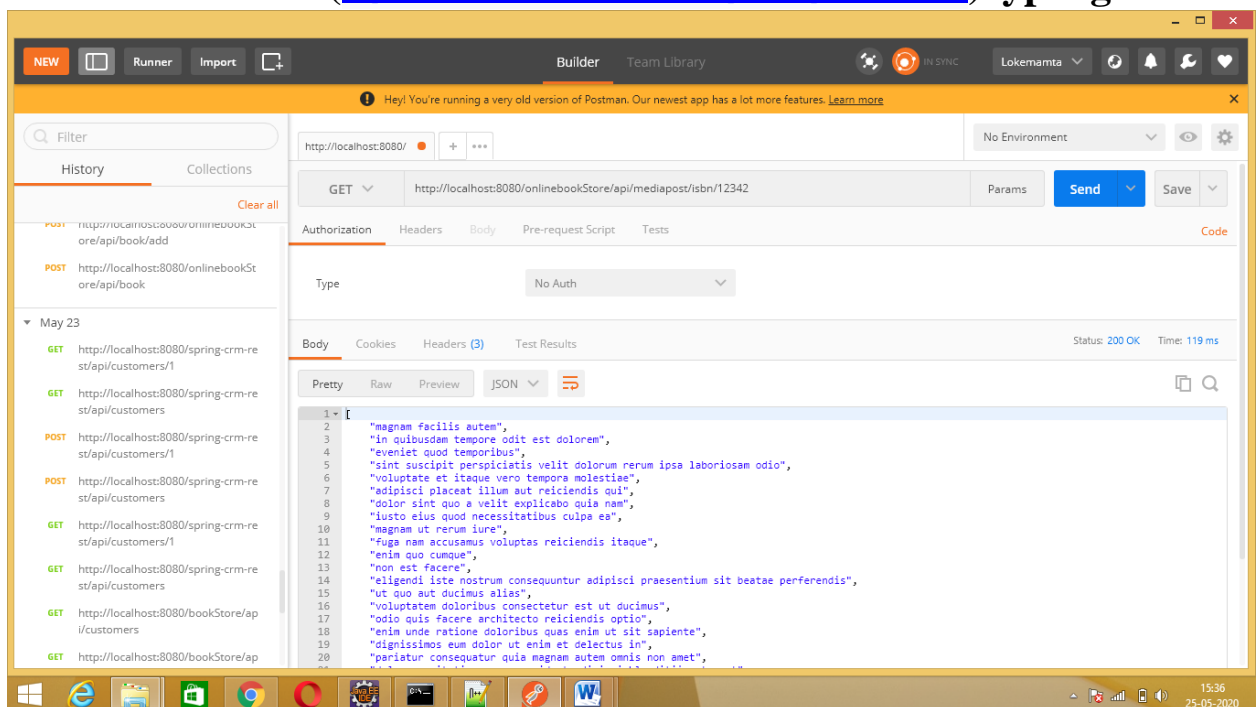 NEW Runner Import Builder Team Library IN SYNC Lokemamta
Hey! You're running a very old version of Postman. Our newest app has a lot more features. Learn more
Filter
History Collections
Clear all
POST http://localhost:8080/onlinebookSt
ore/api/book/add
POST http://localhost:8080/onlinebookSt
ore/api/book
May 23
GET http://localhost:8080/spring-crm-re
st/api/customers/1
GET http://localhost:8080/spring-crm-re
st/api/customers
POST http://localhost:8080/spring-crm-re
st/api/customers/1
POST http://localhost:8080/spring-crm-re
st/api/customers
GET http://localhost:8080/spring-crm-re
st/api/customers/1
GET http://localhost:8080/spring-crm-re
st/api/customers
GET http://localhost:8080/bookStore/ap
i/customers
GET http://localhost:8080/bookStore/ap
http://localhost:8080/ + •••
No Environment
GET http://localhost:8080/onlinebookStore/api/mediapost/isbn/12342 Params Send Save
Authorization Headers Body Pre-request Script Tests Code
Type No Auth
Body Cookies Headers (3) Test Results Status: 200 OK Time: 119 ms
Pretty Raw Preview JSON
1 [
2 "magnam facilis autem",
3 "in quibusdam tempore odit est dolorem",
4 "eveniet quod temporibus",
5 "sint suscipit perspiciatis velit dolorum rerum ipsa laboriosam odio",
6 "voluptate et itaque vero tempora molestiae",
7 "adipisci placeat illum aut reiciendis qui",
8 "dolor sint quo a velit explicabo quia nam",
9 "iusto eius quod necessitatibus culpa ea",
10 "magnam ut rerum iure",
11 "fuga nam accusamus voluptas reiciendis itaque",
12 "enim quo cumque",
13 "non est facere",
14 "eligendi iste nostrum consequuntur adipisci praesentium sit beatae perferendis",
15 "ut quo aut ducimus alias",
16 "voluptatem doloribus consectetur est ut ducimus",
17 "odio quis facere architecto reiciendis optio",
18 "enim unde ratione doloribus quas enim ut sit sapiente",
19 "dignissimos eum dolor ut enim et delectus in",
20 "pariatur consequatur quia magnam autem omnis non amet",
Java EE
IDE
15:36
25-05-2020